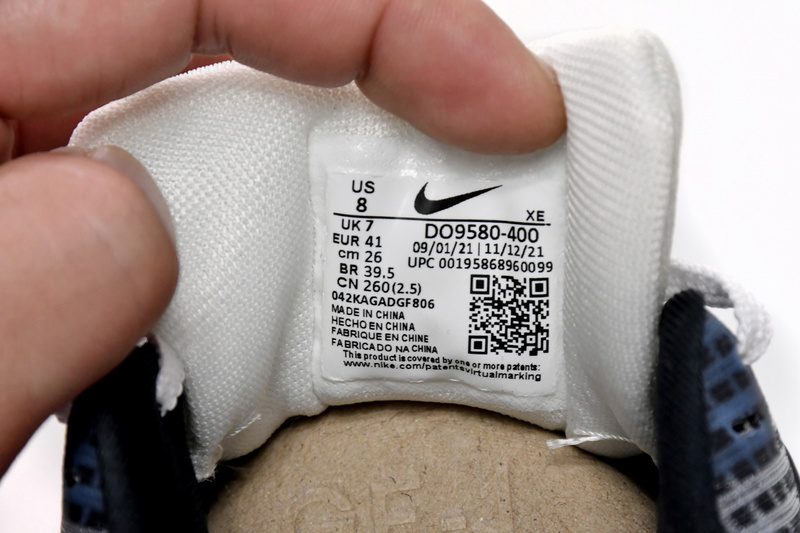 US
8
XE
UK 7
EUR 41
cm 26
BR 39.5
CN 260(2.5)
DO9580-400
09/01/21 | 11/12/21
UPC 00195868960099
042KAGADGF806
MADE IN CHINA
HECHO EN CHINA
FABRIQUE EN CHINE
FABRICADO NA CHINA
This product is covered by one or more patents:
www.nike.com/patentsvirtualmarking